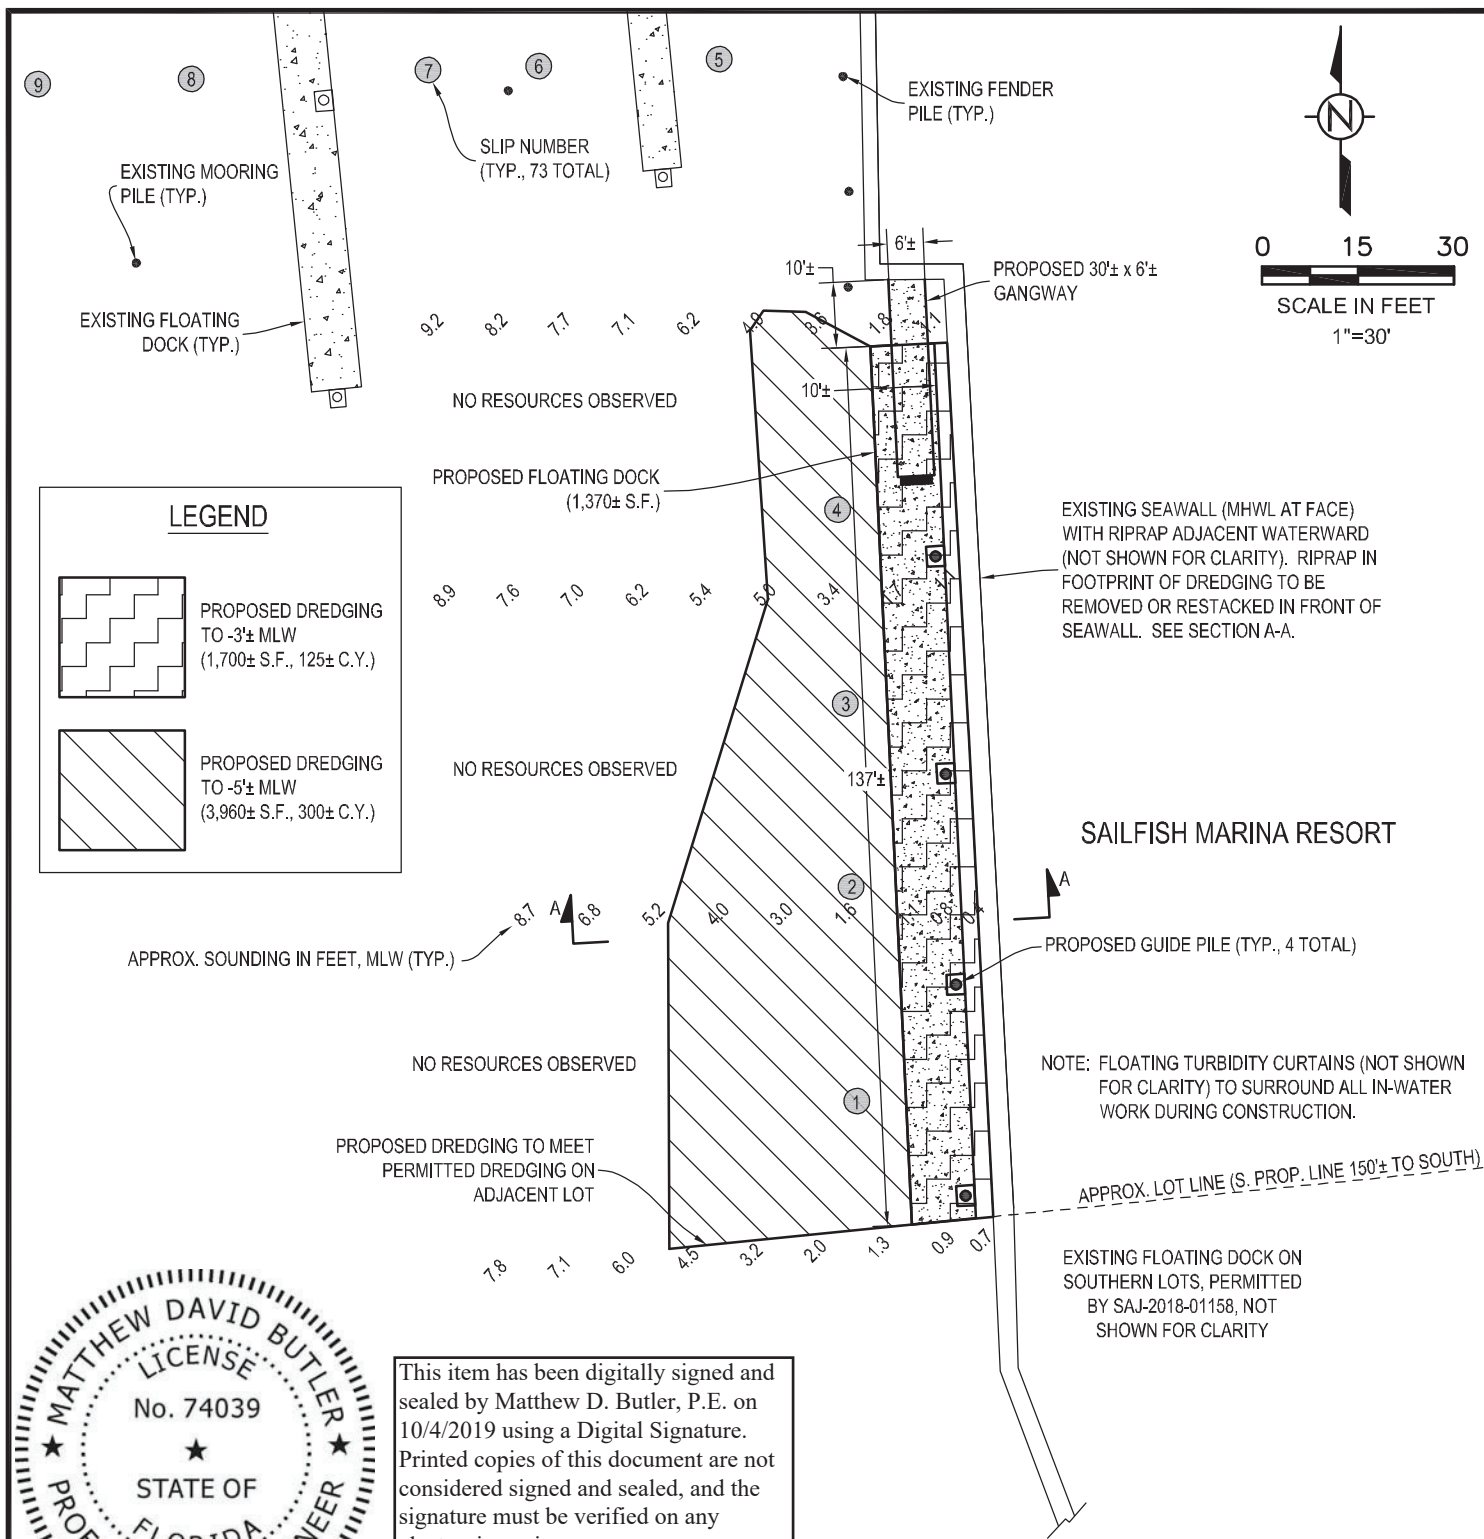 9
8
7
6
5
EXISTING FENDER
PILE (TYP.)
N
SLIP NUMBER
(TYP., 73 TOTAL)
EXISTING MOORING
PILE (TYP.)
0 15 30
SCALE IN FEET
1"=30'
6'±
10'±
PROPOSED 30'± x 6'±
GANGWAY
EXISTING FLOATING
DOCK (TYP.)
9.2 8.2 7.7 7.1 6.2 4.9 3.6 1.8 1.1
NO RESOURCES OBSERVED
10'±
PROPOSED FLOATING DOCK
(1,370± S.F.)
4
EXISTING SEAWALL (MHWL AT FACE)
WITH RIPRAP ADJACENT WATERWARD
(NOT SHOWN FOR CLARITY). RIPRAP IN
FOOTPRINT OF DREDGING TO BE
REMOVED OR RESTACKED IN FRONT OF
SEAWALL. SEE SECTION A-A.
LEGEND
PROPOSED DREDGING
TO -3'± MLW
(1,700± S.F., 125± C.Y.)
PROPOSED DREDGING
TO -5'± MLW
(3,960± S.F., 300± C.Y.)
8.9 7.6 7.0 6.2 5.4 5.0 3.4
3
NO RESOURCES OBSERVED
137'±
SAILFISH MARINA RESORT
2
A
A
8.7 6.8 5.2 4.0 3.0 1.6 1.1 0.8 0.4
APPROX. SOUNDING IN FEET, MLW (TYP.)
PROPOSED GUIDE PILE (TYP., 4 TOTAL)
NO RESOURCES OBSERVED
NOTE: FLOATING TURBIDITY CURTAINS (NOT SHOWN
FOR CLARITY) TO SURROUND ALL IN-WATER
WORK DURING CONSTRUCTION.
1
PROPOSED DREDGING TO MEET
PERMITTED DREDGING ON
ADJACENT LOT
APPROX. LOT LINE (S. PROP. LINE 150'± TO SOUTH)
7.8 7.1 6.0 4.5 3.2 2.0 1.3 0.9 0.7
EXISTING FLOATING DOCK ON
SOUTHERN LOTS, PERMITTED
BY SAJ-2018-01158, NOT
SHOWN FOR CLARITY
MATTHEW DAVID BUTLER
LICENSE
No. 74039
STATE OF
FLORIDA
This item has been digitally signed and
sealed by Matthew D. Butler, P.E. on
10/4/2019 using a Digital Signature.
Printed copies of this document are not
considered signed and sealed, and the
signature must be verified on any